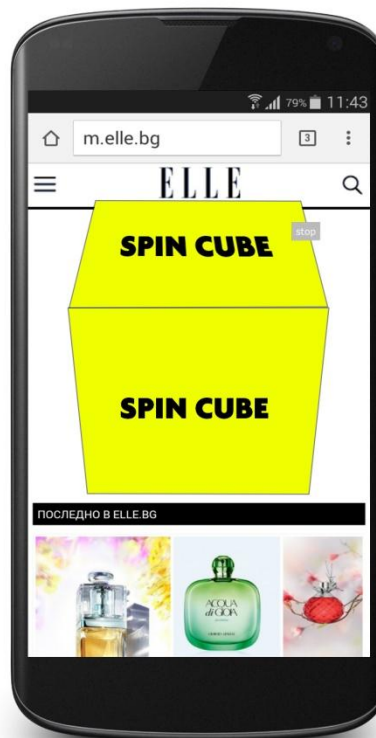 79% 11:43
m.elle.bg 3
ELLE
SPIN CUBE
stop
SPIN CUBE
ПОСЛЕДНО В ELLE.BG
ACQUA
di GIOIA